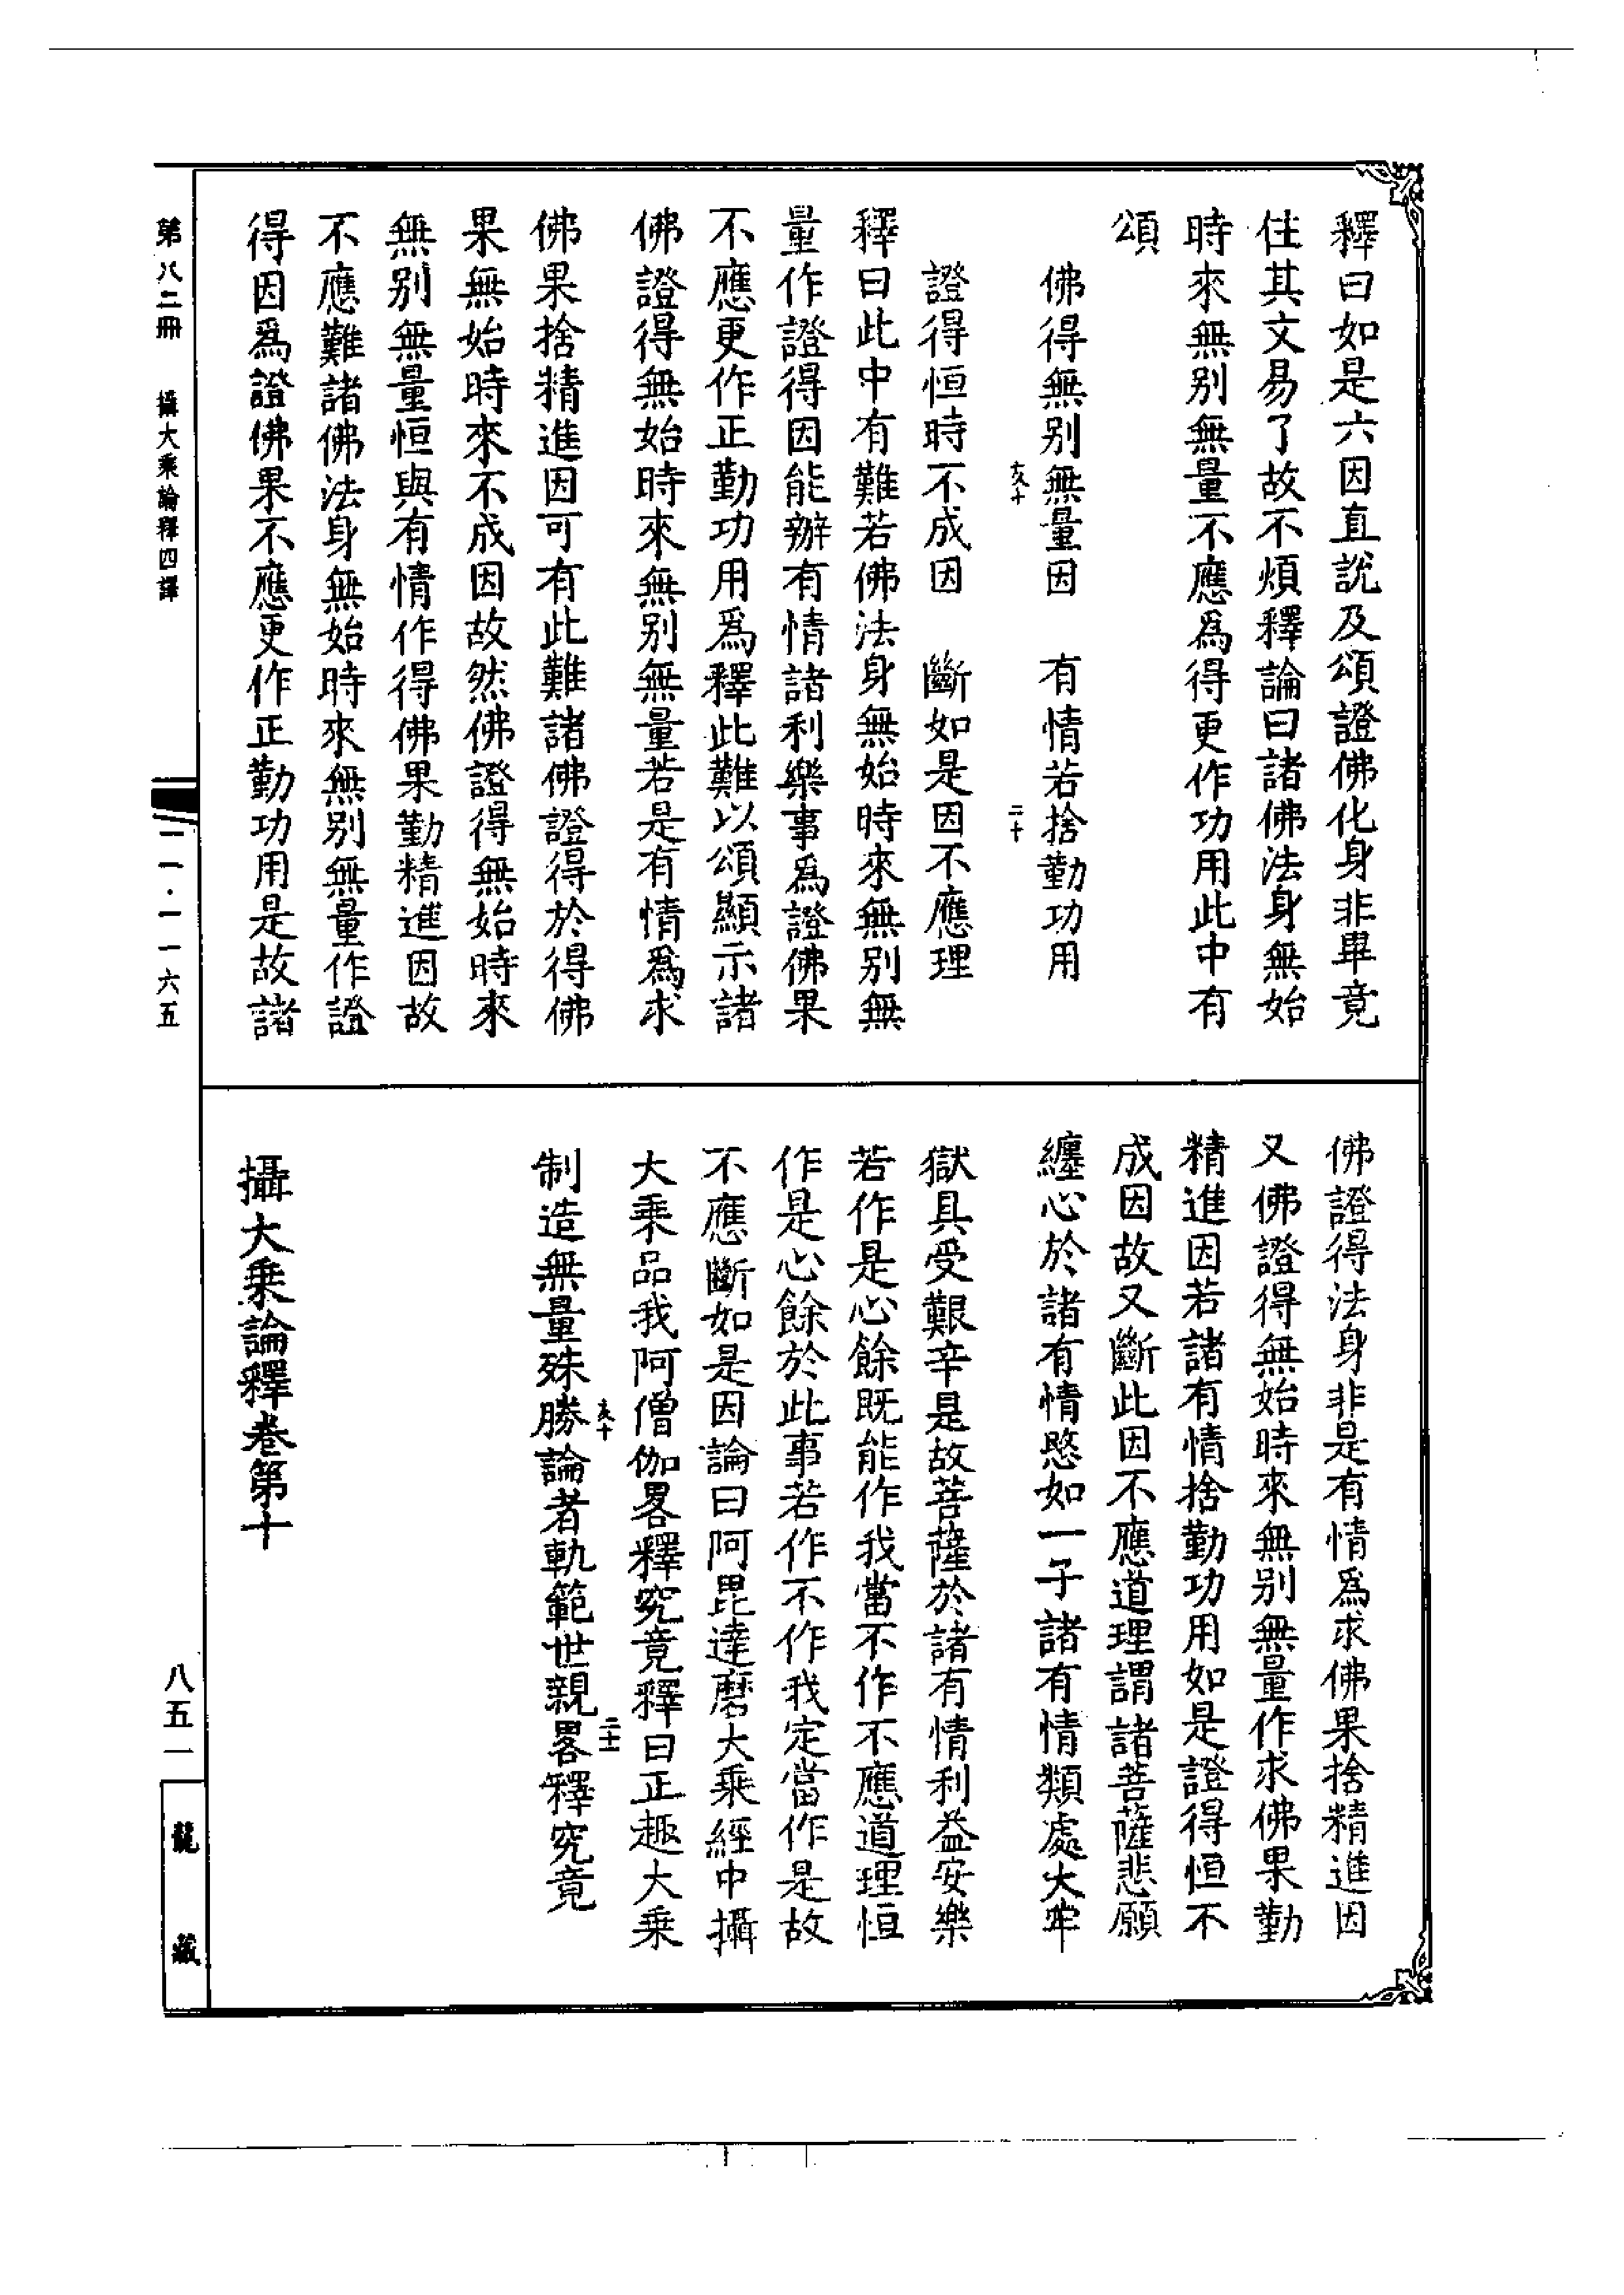 釋曰如是六因直説及頌證佛化身非畢竟
住其文易了故不煩釋論曰諸佛法身無始
時來無别無量不應爲得更作功用此中有
頌
佛得無别無量因　有情若捨勤功用
亥十
二十
證得恒時不成因　斷如是因不應理
釋曰此中有難若佛法身無始時來無别無
量作證得因能辦有情諸利樂事爲證佛果
不應更作正勤功用爲釋此難以頌顯示諸
佛證得無始時來無别無量若是有情爲求
佛果捨精進因可有此難諸佛證得於得佛
果無始時來不成因故然佛證得無始時來
無别無量恒與有情作得佛果勤精進因故
不應難諸佛法身無始時來無别無量作證
得因爲證佛果不應更作正勤功用是故諸
佛證得法身非是有情爲求佛果捨精進因
又佛證得無始時來無别無量作求佛果勤
精進因若諸有情捨勤功用如是證得恒不
成因故又斷此因不應道理謂諸菩薩悲願
纏心於諸有情愍如一子諸有情類處大牢
獄具受艱辛是故菩薩於諸有情利益安樂
若作是心餘既能作我當不作不應道理恒
作是心餘於此事若作不作我定當作是故
不應斷如是因論曰阿毘達磨大乘經中攝
大乘品我阿僧伽畧釋究竟釋曰正趣大乘
亥十
二十一
制造無量殊勝論者軌範世親畧釋究竟
攝大乘論釋卷第十
第八二冊　攝大乘論釋四譯
一一·一一六五
八五一
龍藏